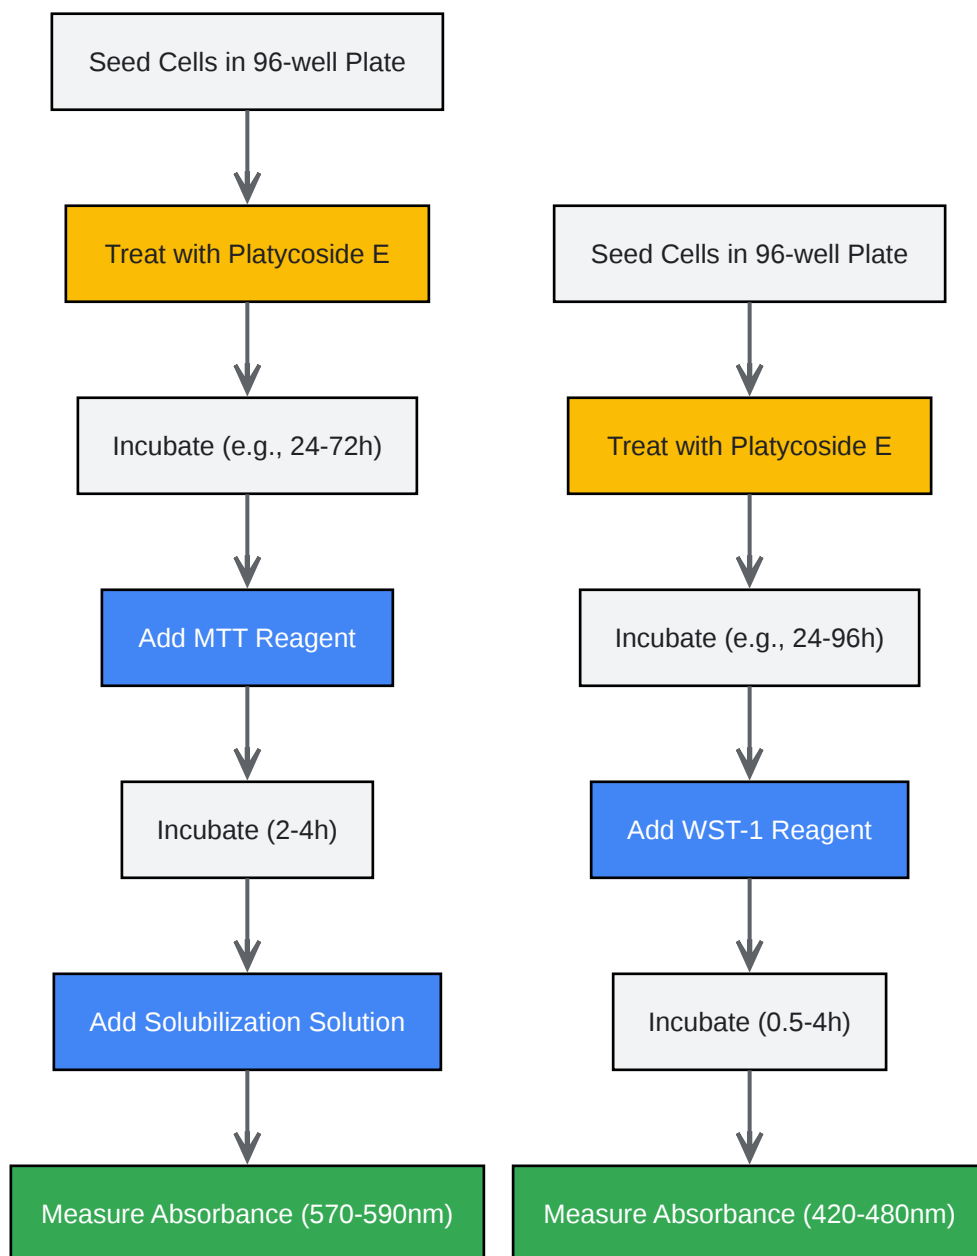 Seed Cells in 96-well Plate
Treat with Platycoside E
Incubate (e.g., 24-72h)
Add MTT Reagent
Incubate (2-4h)
Add Solubilization Solution
Measure Absorbance (570-590nm)
Seed Cells in 96-well Plate
Treat with Platycoside E
Incubate (e.g., 24-96h)
Add WST-1 Reagent
Incubate (0.5-4h)
Measure Absorbance (420-480nm)